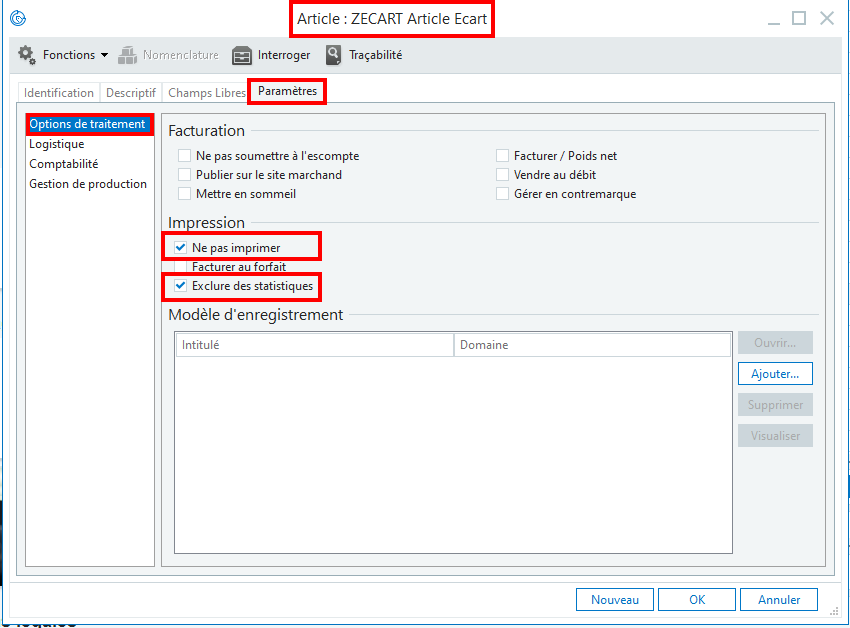 Article : ZECART Article Ecart
Fonctions Nomenclature Interroger Traçabilité
Identification Descriptif Champs Libres Paramètres
Options de traitement
Logistique
Comptabilité
Gestion de production
Facturation
Ne pas soumettre à l'escompte Facturer / Poids net
Publier sur le site marchand Vendre au débit
Mettre en sommeil Gérer en contremarque
Impression
Ne pas imprimer
Facturer au forfait
Exclure des statistiques
Modèle d'enregistrement
Intitulé Domaine
Ouvrir...
Ajouter...
Supprimer
Visualiser
Nouveau OK Annuler